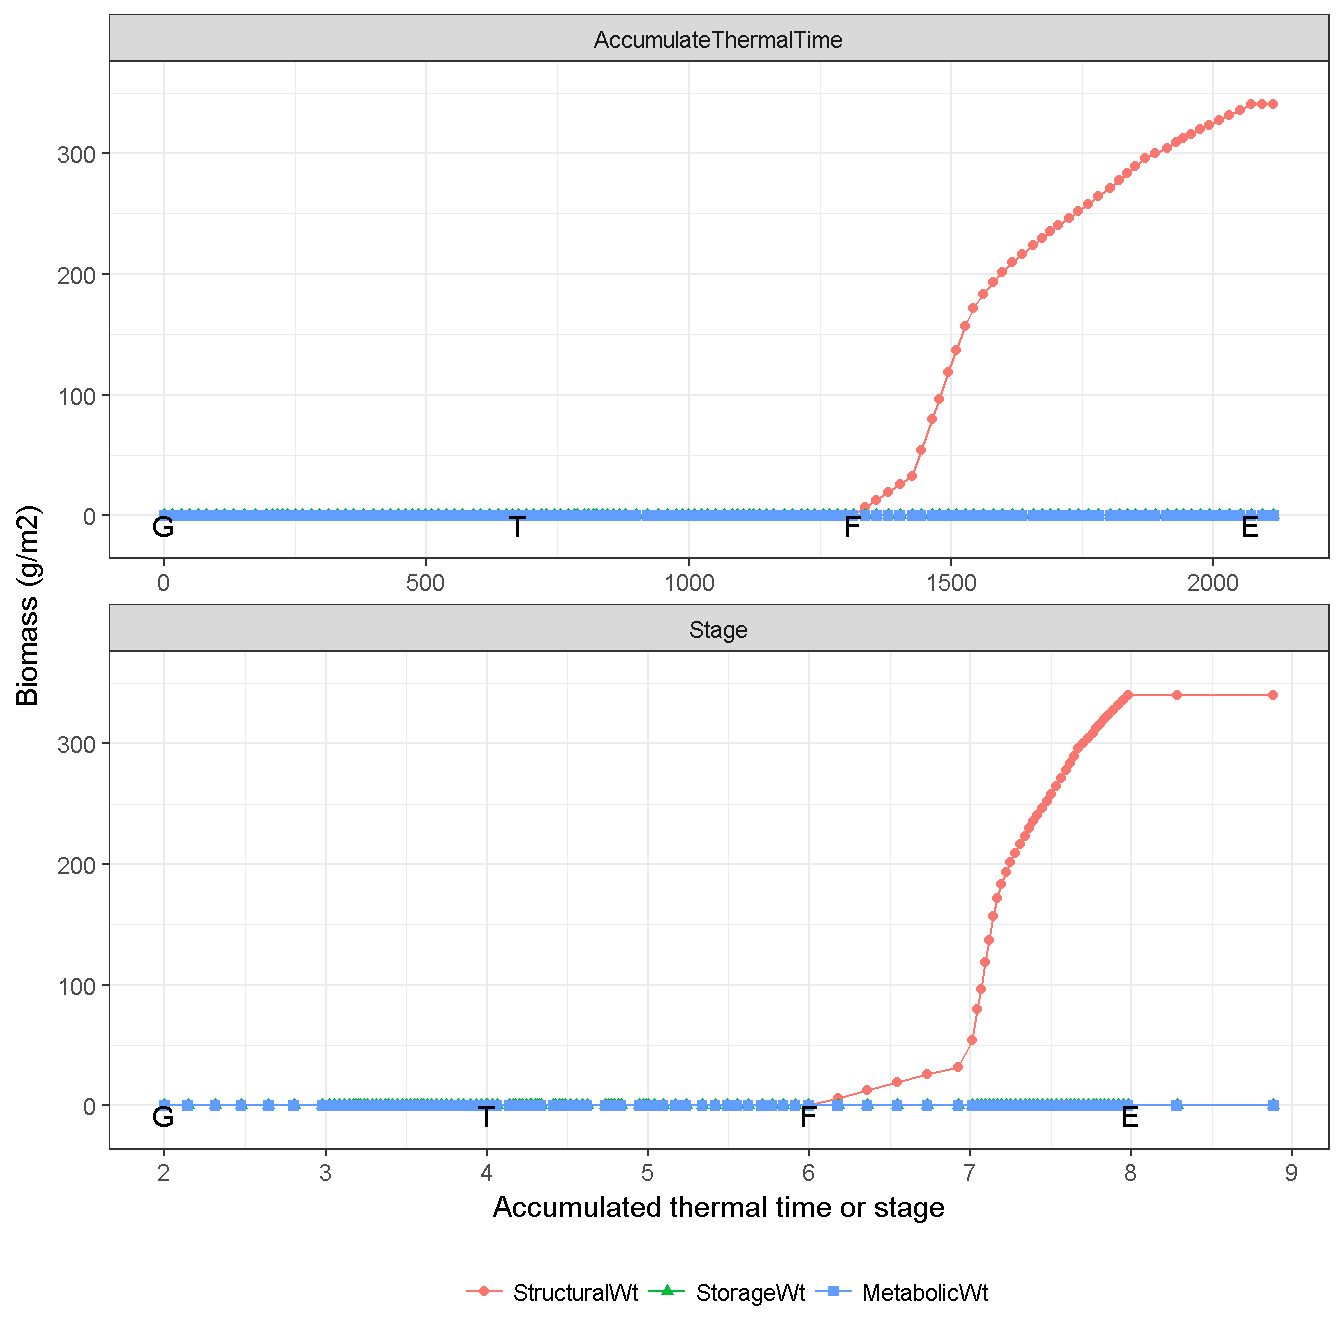 AccumulateThermalTime
300
200
100
0
G T F E
0 500 1000 1500 2000
Biomass (g/m2)
Stage
300
200
100
0
G T F E
2 3 4 5 6 7 8 9
Accumulated thermal time or stage
StructuralWt StorageWt MetabolicWt